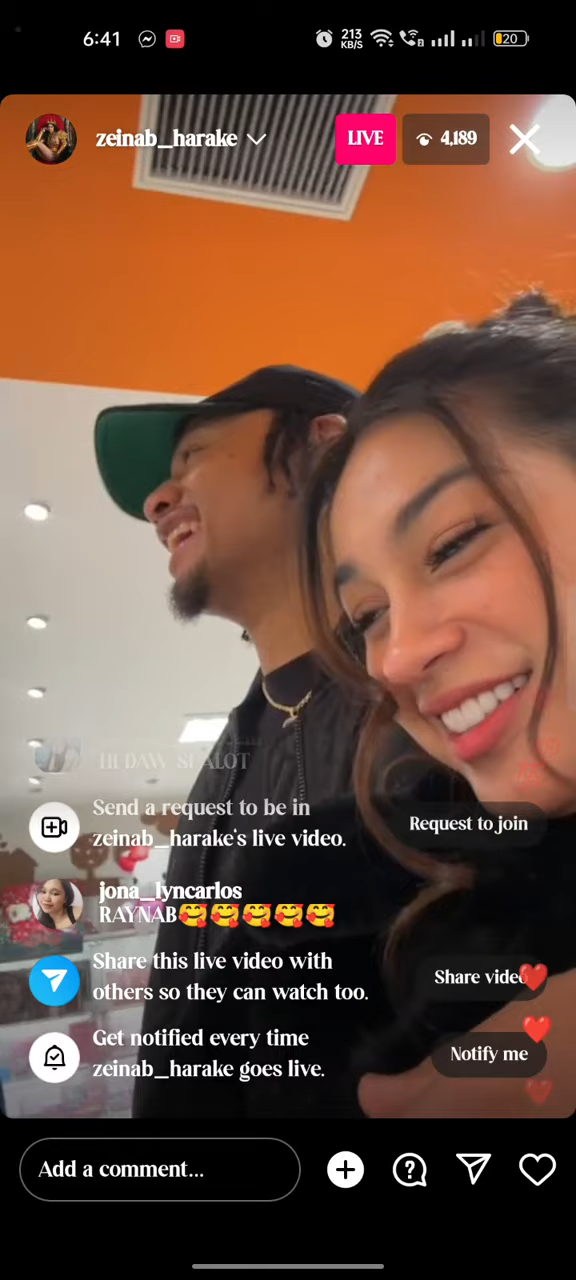 6:41
213
KB/S
20
zeinab_harake
LIVE
4,189
Send a request to be in
zeinab_harake's live video.
Request to join
jona_lyncarlos
RAYNAB🥰🥰🥰🥰🥰
Share this live video with
others so they can watch too.
Share video
Get notified every time
zeinab_harake goes live.
Notify me
Add a comment...